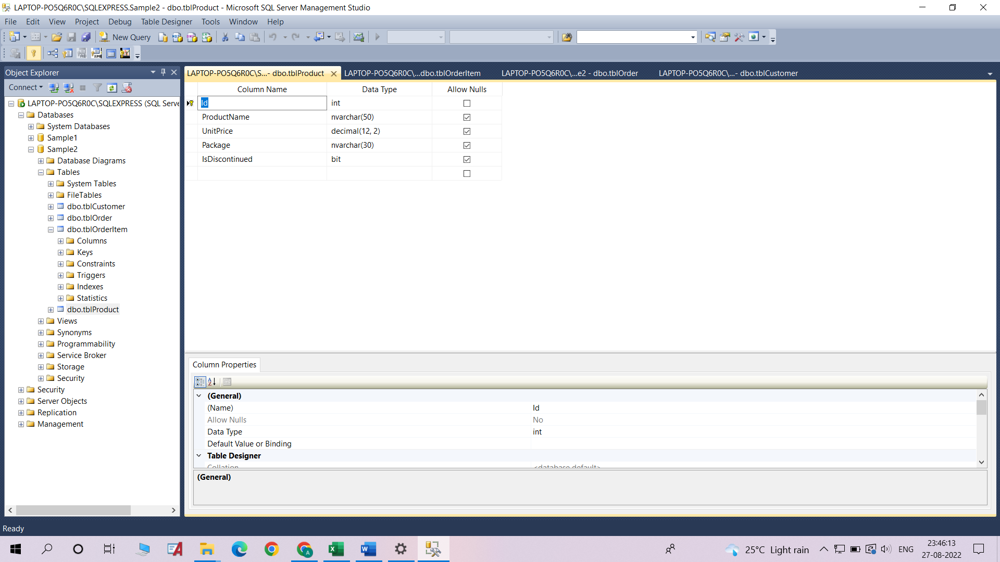 LAPTOP-PO5Q6R0C\SQLEXPRESS.Sample2 - dbo.tblProduct - Microsoft SQL Server Management Studio
File Edit View Project Debug Table Designer Tools Window Help
New Query
Object Explorer
LAPTOP-PO5Q6R0C\S...- dbo.tblProduct LAPTOP-PO5Q6R0C\...dbo.tblOrderItem LAPTOP-PO5Q6R0C\...e2 - dbo.tblOrder LAPTOP-PO5Q6R0C\...- dbo.tblCustomer
Connect
LAPTOP-PO5Q6R0C\SQLEXPRESS (SQL Serve
Databases
System Databases
Sample1
Sample2
Database Diagrams
Tables
System Tables
FileTables
dbo.tblCustomer
dbo.tblOrder
dbo.tblOrderItem
Columns
Keys
Constraints
Triggers
Indexes
Statistics
dbo.tblProduct
Views
Synonyms
Programmability
Service Broker
Storage
Security
Security
Server Objects
Replication
Management
Column Name Data Type Allow Nulls
Id int
ProductName nvarchar(50)
UnitPrice decimal(12, 2)
Package nvarchar(30)
IsDiscontinued bit
Column Properties
(General)
(Name) Id
Allow Nulls No
Data Type int
Default Value or Binding
Table Designer
Collation <database default>
(General)
Ready
25°C Light rain
ENG
23:46:13
27-08-2022